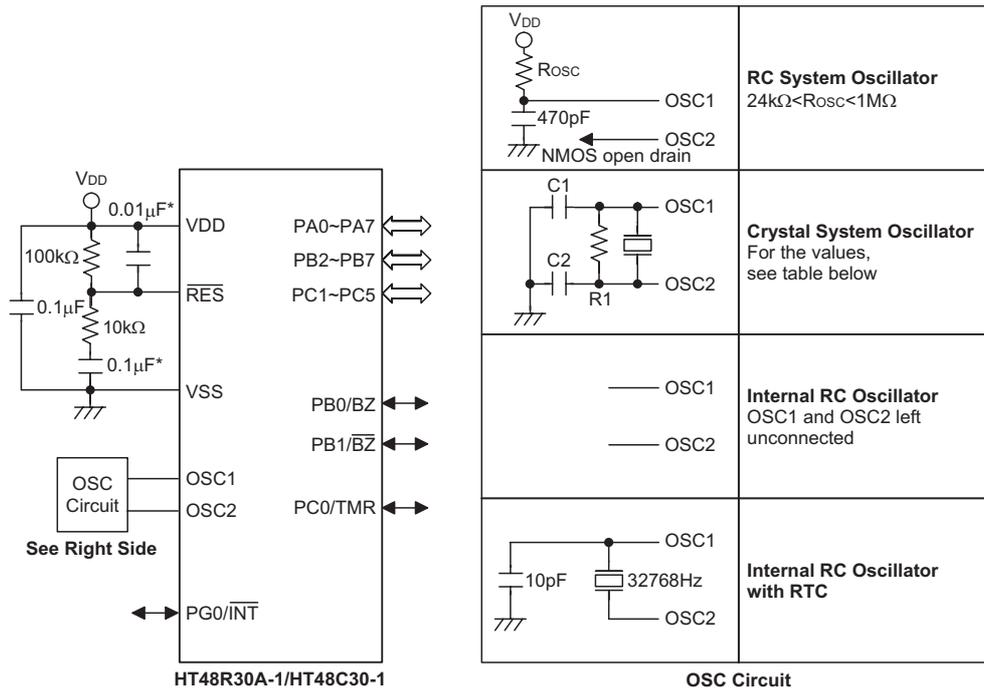 VDD
0.01μF*
100kΩ
0.1μF
10kΩ
0.1μF*
VDD
RES
VSS
OSC1
OSC2
PG0/INT
PA0~PA7
PB2~PB7
PC1~PC5
PB0/BZ
PB1/BZ
PC0/TMR
OSC
Circuit
See Right Side
HT48R30A-1/HT48C30-1
VDD
ROSC
OSC1
470pF
OSC2
NMOS open drain
RC System Oscillator
24kΩ<ROSC<1MΩ
C1
OSC1
C2
R1
OSC2
Crystal System Oscillator
For the values,
see table below
OSC1
OSC2
Internal RC Oscillator
OSC1 and OSC2 left
unconnected
OSC1
10pF
32768Hz
OSC2
Internal RC Oscillator
with RTC
OSC Circuit